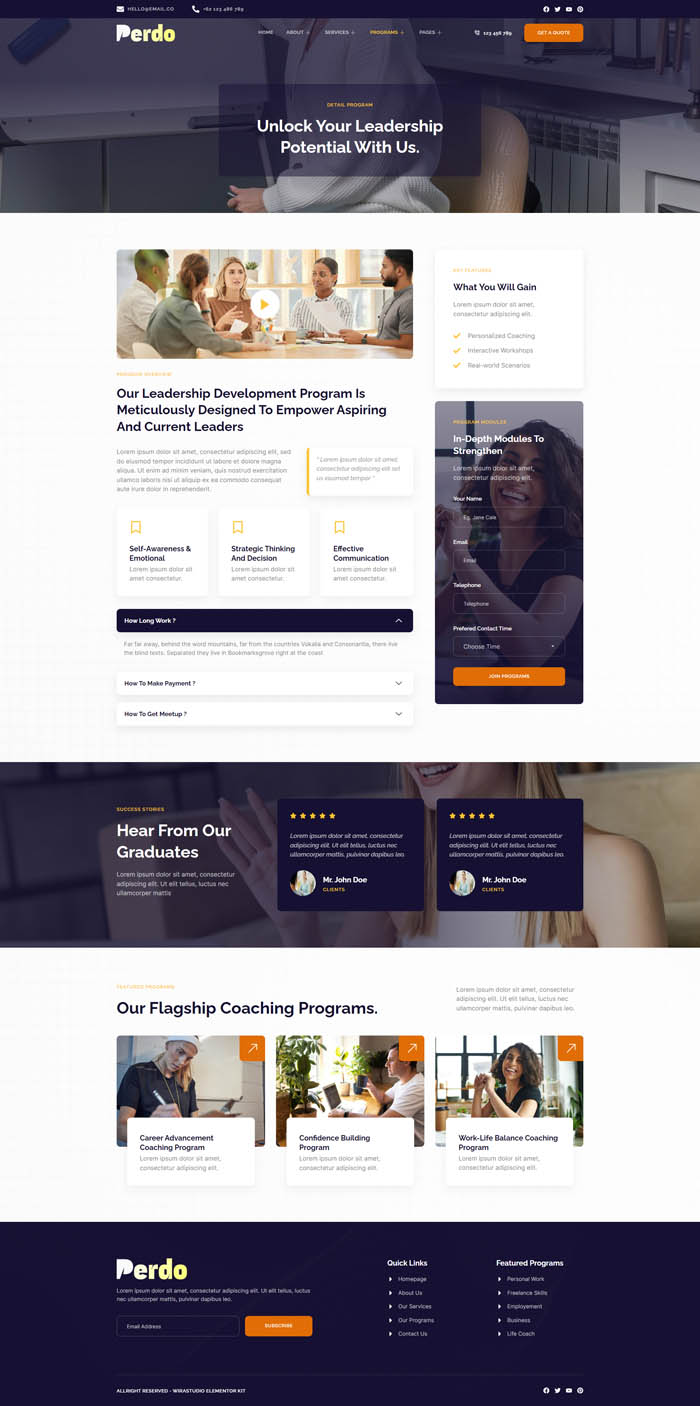 HELLO@EMAIL.CO
+62 123 486 789
Perdo
HOME
ABOUT +
SERVICES +
PROGRAMS +
PAGES +
123 456 789
GET A QUOTE
DETAIL PROGRAM
Unlock Your Leadership
Potential With Us.
PROGRAM OVERVIEW
Our Leadership Development Program Is
Meticulously Designed To Empower Aspiring
And Current Leaders
Lorem ipsum dolor sit amet, consectetur adipiscing elit, sed
do eiusmod tempor incididunt ut labore et dolore magna
aliqua. Ut enim ad minim veniam, quis nostrud exercitation
ullamco laboris nisi ut aliquip ex ea commodo consequat
aute irure dolor in reprehenderit.
" Lorem ipsum dolor sit amet,
consectetur adipiscing elit set
us eiusmod tempor "
Self-Awareness &
Emotional
Lorem ipsum dolor sit
amet consectetur.
Strategic Thinking
And Decision
Lorem ipsum dolor sit
amet consectetur.
Effective
Communication
Lorem ipsum dolor sit
amet consectetur.
How Long Work ?
Far far away, behind the word mountains, far from the countries Vokalia and Consonantia, there live
the blind texts. Separated they live in Bookmarksgrove right at the coast
How To Make Payment ?
How To Get Meetup ?
KEY FEATURES
What You Will Gain
Lorem ipsum dolor sit amet,
consectetur adipiscing elit.
Personalized Coaching
Interactive Workshops
Real-world Scenarios
PROGRAM MODULES
In-Depth Modules To
Strengthen
Lorem ipsum dolor sit amet,
consectetur adipiscing elit.
Your Name
Eg. Jane Cale
Email
Email
Telephone
Telephone
Prefered Contact Time
Choose Time
JOIN PROGRAMS
SUCCESS STORIES
Hear From Our
Graduates
Lorem ipsum dolor sit amet, consectetur
adipiscing elit. Ut elit tellus, luctus nec
ullamcorper mattis
Lorem ipsum dolor sit amet, consectetur
adipiscing elit. Ut elit tellus, luctus nec
ullamcorper mattis, pulvinar dapibus leo.
Mr. John Doe
CLIENTS
Lorem ipsum dolor sit amet, consectetur
adipiscing elit. Ut elit tellus, luctus nec
ullamcorper mattis, pulvinar dapibus leo.
Mr. John Doe
CLIENTS
FEATURED PROGRAMS
Our Flagship Coaching Programs.
Lorem ipsum dolor sit amet, consectetur
adipiscing elit. Ut elit tellus, luctus nec
ullamcorper mattis, pulvinar dapibus leo.
Career Advancement
Coaching Program
Lorem ipsum dolor sit amet,
consectetur adipiscing elit.
Confidence Building
Program
Lorem ipsum dolor sit amet,
consectetur adipiscing elit.
Work-Life Balance Coaching
Program
Lorem ipsum dolor sit amet,
consectetur adipiscing elit.
Perdo
Lorem ipsum dolor sit amet, consectetur adipiscing elit. Ut elit tellus, luctus
nec ullamcorper mattis, pulvinar dapibus leo.
Email Address
SUBSCRIBE
Quick Links
Homepage
About Us
Our Services
Our Programs
Contact Us
Featured Programs
Personal Work
Freelance Skills
Employement
Business
Life Coach
ALLRIGHT RESERVED - WIRASTUDIO ELEMENTOR KIT